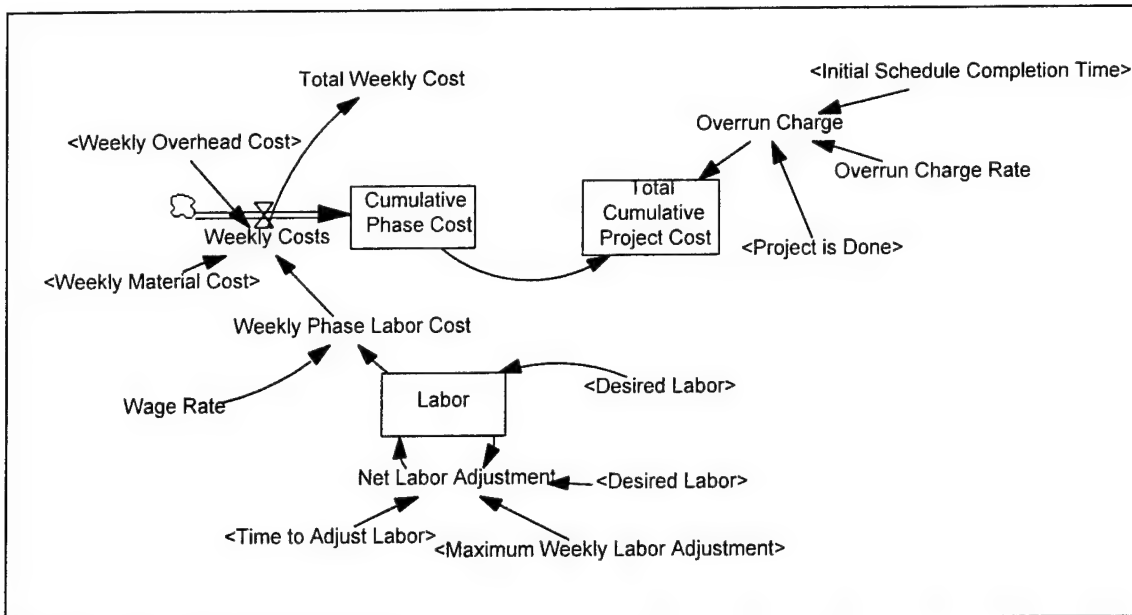 Total Weekly Cost
<Initial Schedule Completion Time>
<Weekly Overhead Cost>
Overrun Charge
Overrun Charge Rate
Cumulative
Phase Cost
Total
Cumulative
Project Cost
Weekly Costs
<Project is Done>
<Weekly Material Cost>
Weekly Phase Labor Cost
<Desired Labor>
Wage Rate
Labor
Net Labor Adjustment
<Desired Labor>
<Time to Adjust Labor>
<Maximum Weekly Labor Adjustment>